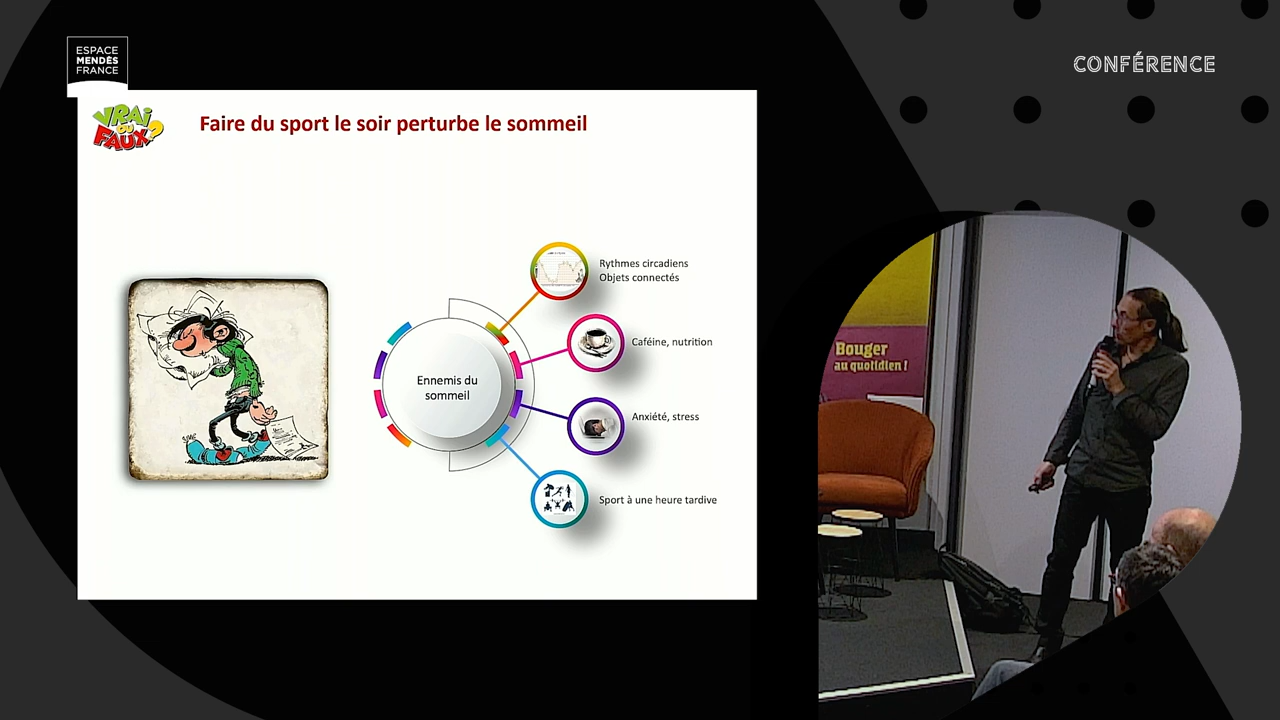 ESPACE
MENDÈS
FRANCE
CONFÉRENCE
VRAI
OU
FAUX?
Faire du sport le soir perturbe le sommeil
Rythmes circadiens
Objets connectés
Caféine, nutrition
Ennemis du
sommeil
Anxiété, stress
Sport à une heure tardive
Bouger
au quotidien !